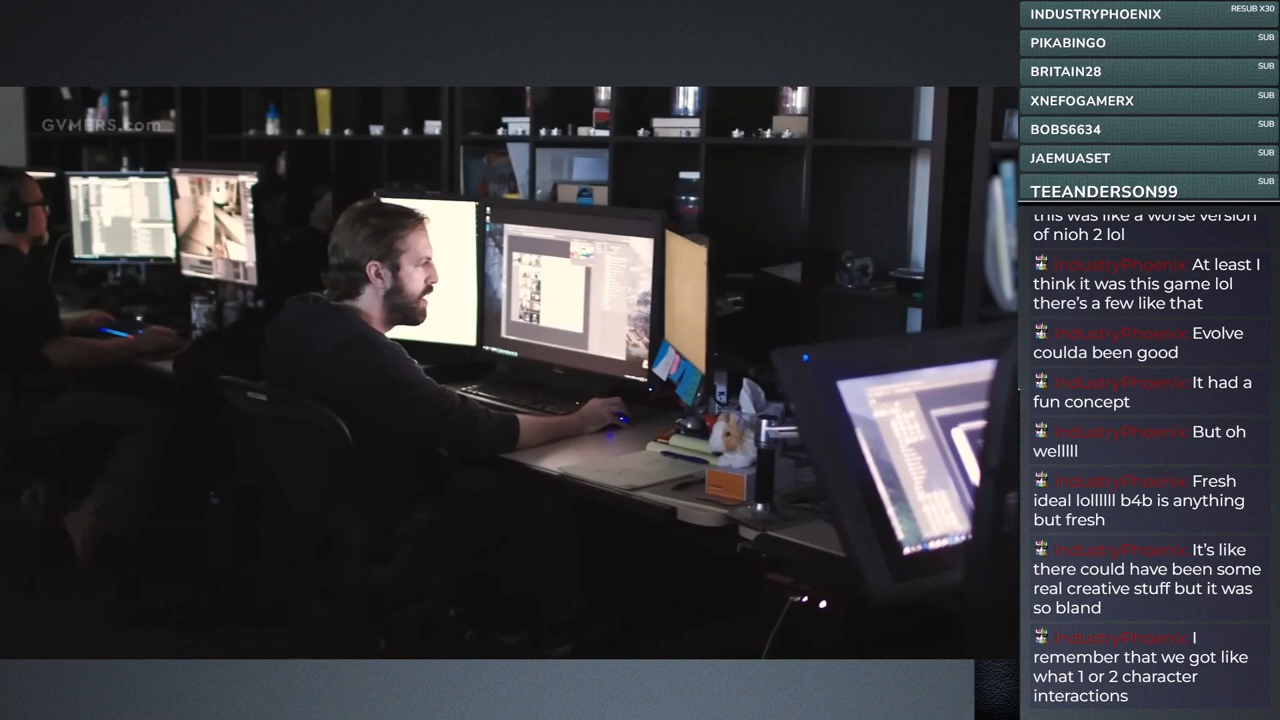 GVMERS.com
INDUSTRYPHOENIX RESUB X30
PIKABINGO SUB
BRITAIN28 SUB
XNEFOGAMERX SUB
BOBS6634 SUB
JAEMUASET SUB
TEEANDERSON99 SUB
this was like a worse version
of nioh 2 lol
IndustryPhoenix: At least I
think it was this game lol
there's a few like that
IndustryPhoenix: Evolve
coulda been good
IndustryPhoenix: It had a
fun concept
IndustryPhoenix: But oh
welllll
IndustryPhoenix: Fresh
ideal lollllll b4b is anything
but fresh
IndustryPhoenix: It's like
there could have been some
real creative stuff but it was
so bland
IndustryPhoenix: I
remember that we got like
what 1 or 2 character
interactions